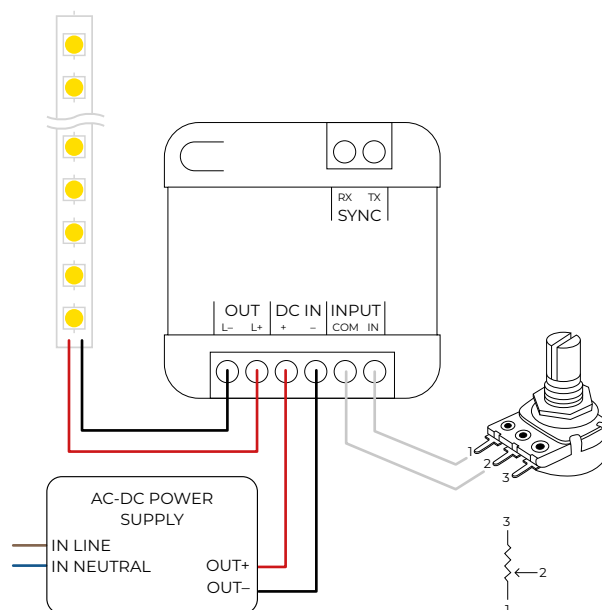 RX TX
SYNC
OUT DC IN INPUT
L– L+ + – COM IN
1
2
3
AC-DC POWER
SUPPLY
IN LINE
IN NEUTRAL
OUT+
OUT–
3
2
1